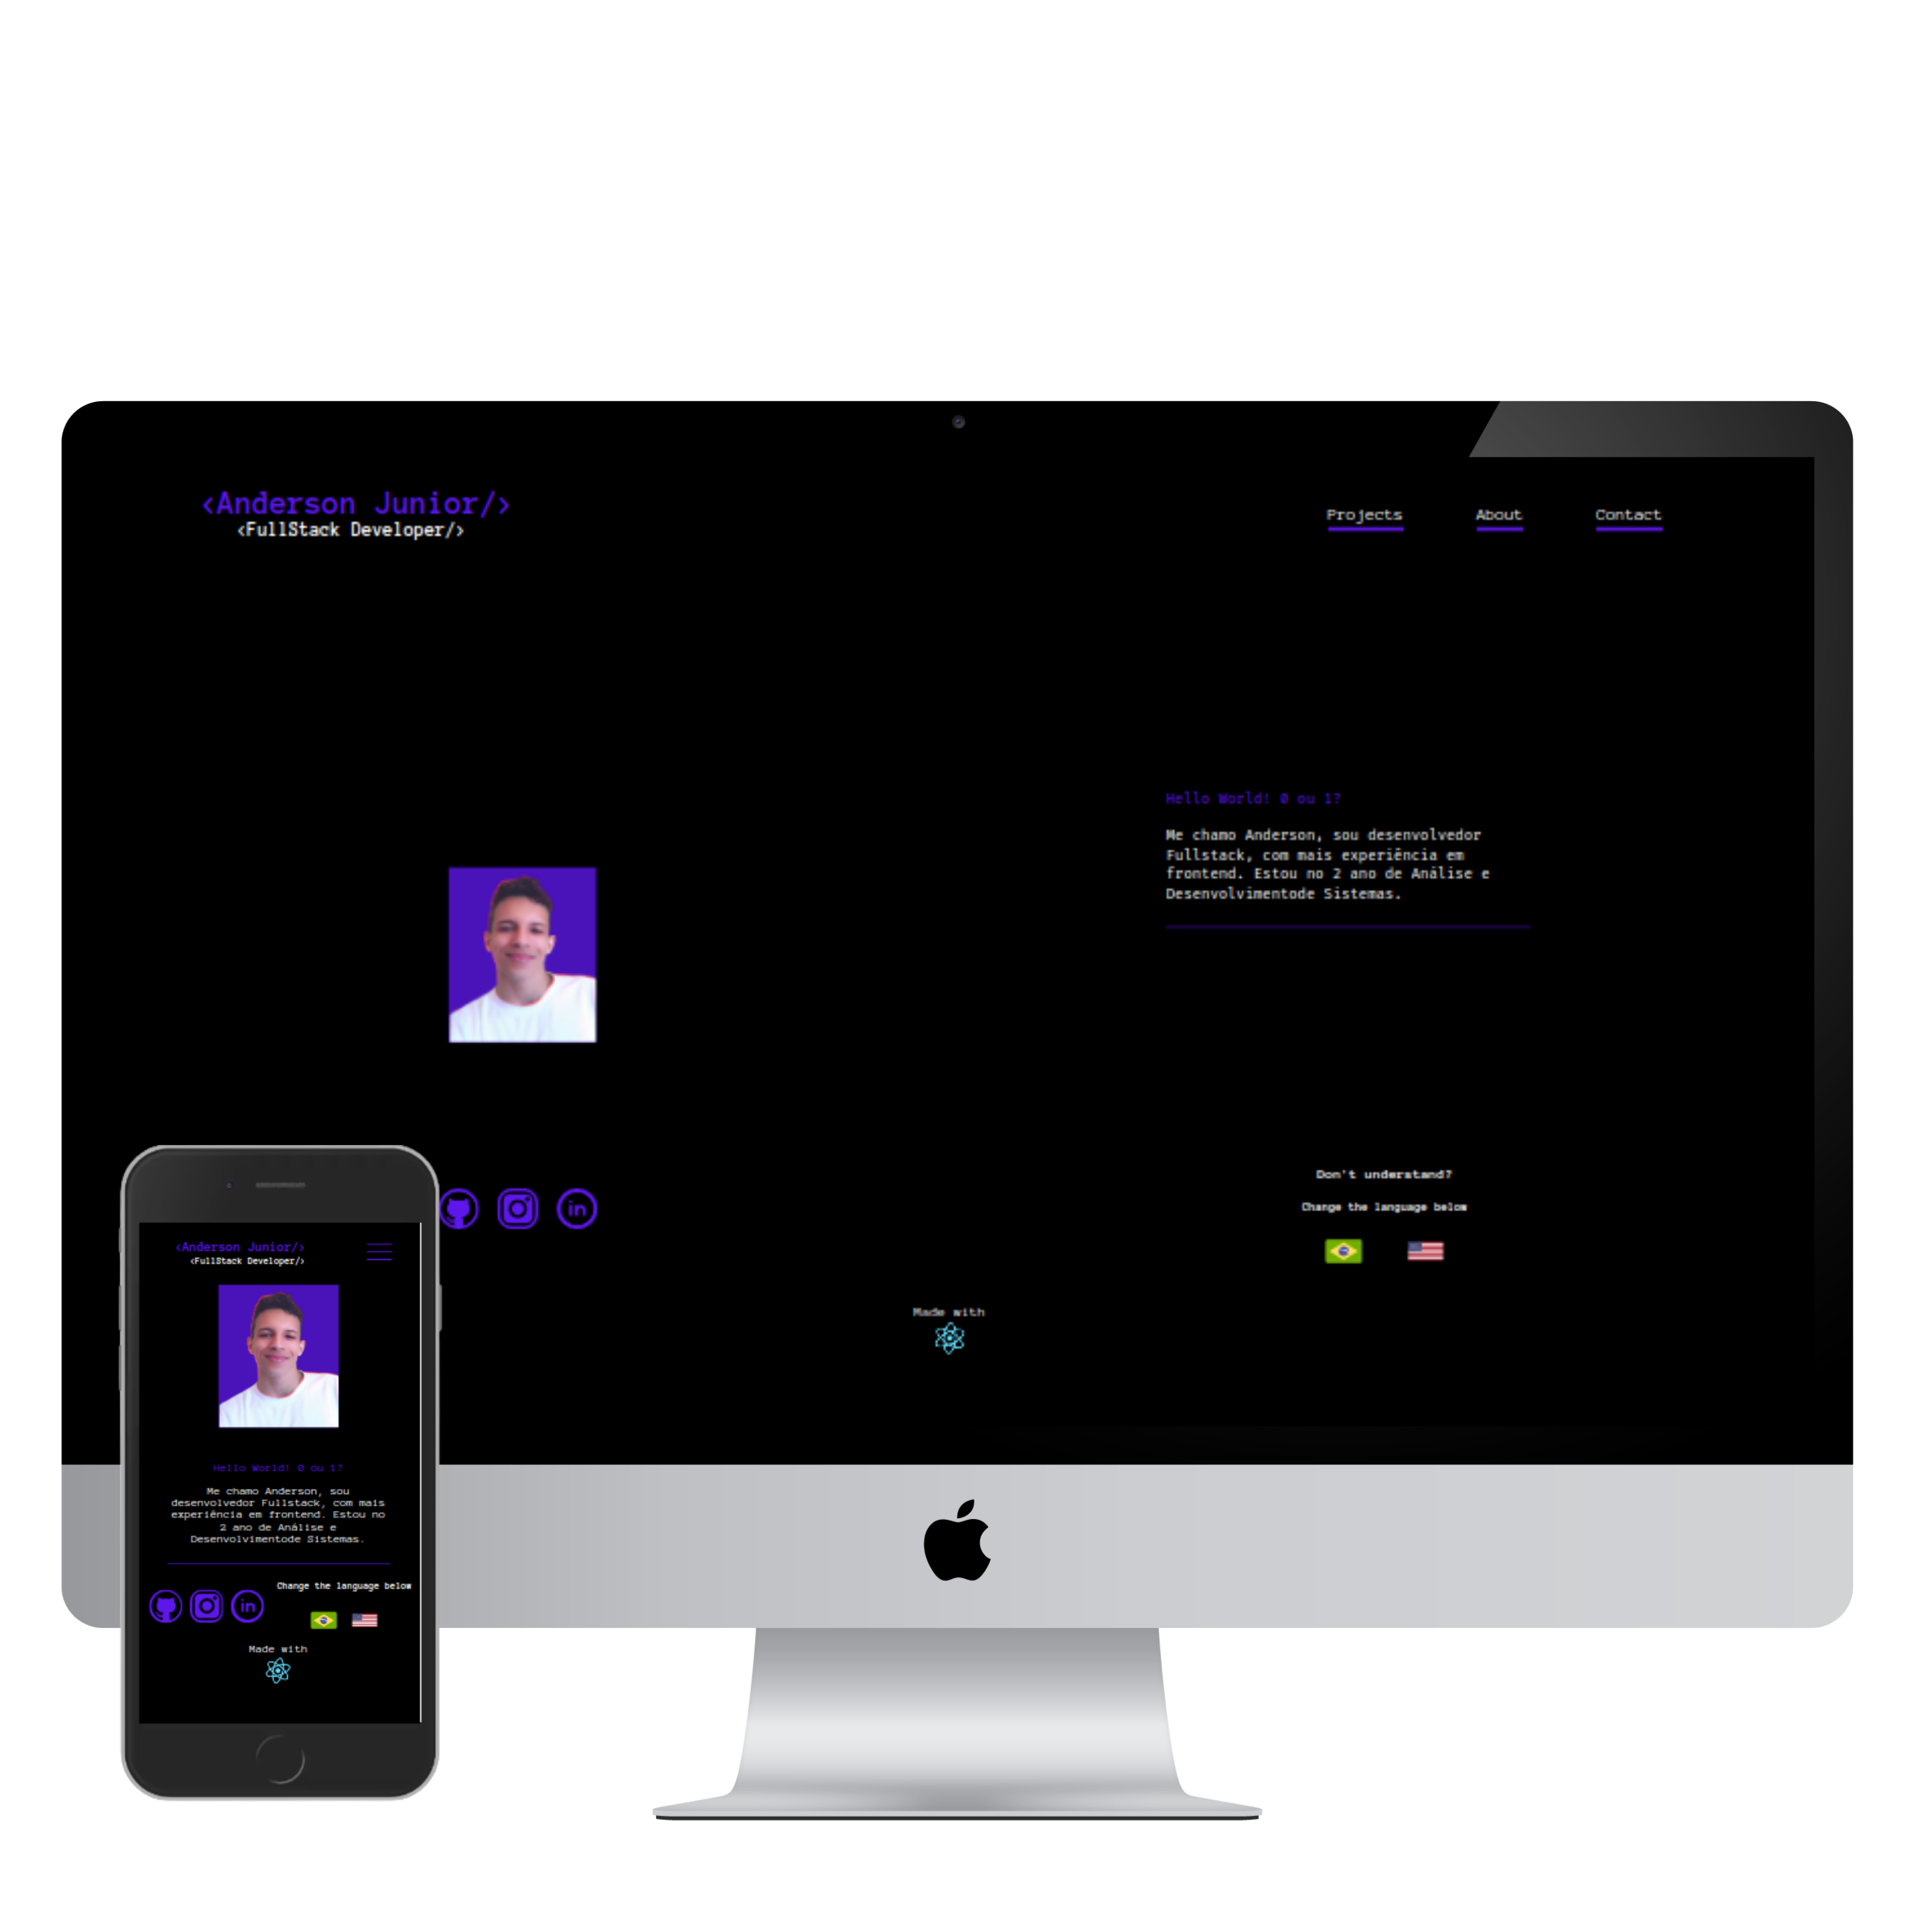 <Anderson Junior/>
<FullStack Developer/>
Projects About Contact
Hello World! 0 ou 1?
Me chamo Anderson, sou desenvolvedor
Fullstack, com mais experiência em
frontend. Estou no 2 ano de Análise e
Desenvolvimentode Sistemas.
in
Don't understand?
Change the language below
Made with
<Anderson Junior/>
<FullStack Developer/>
Hello World! 0 ou 1?
Me chamo Anderson, sou
desenvolvedor Fullstack, com mais
experiência em frontend. Estou no
2 ano de Análise e
Desenvolvimentode Sistemas.
Change the language below
in
Made with